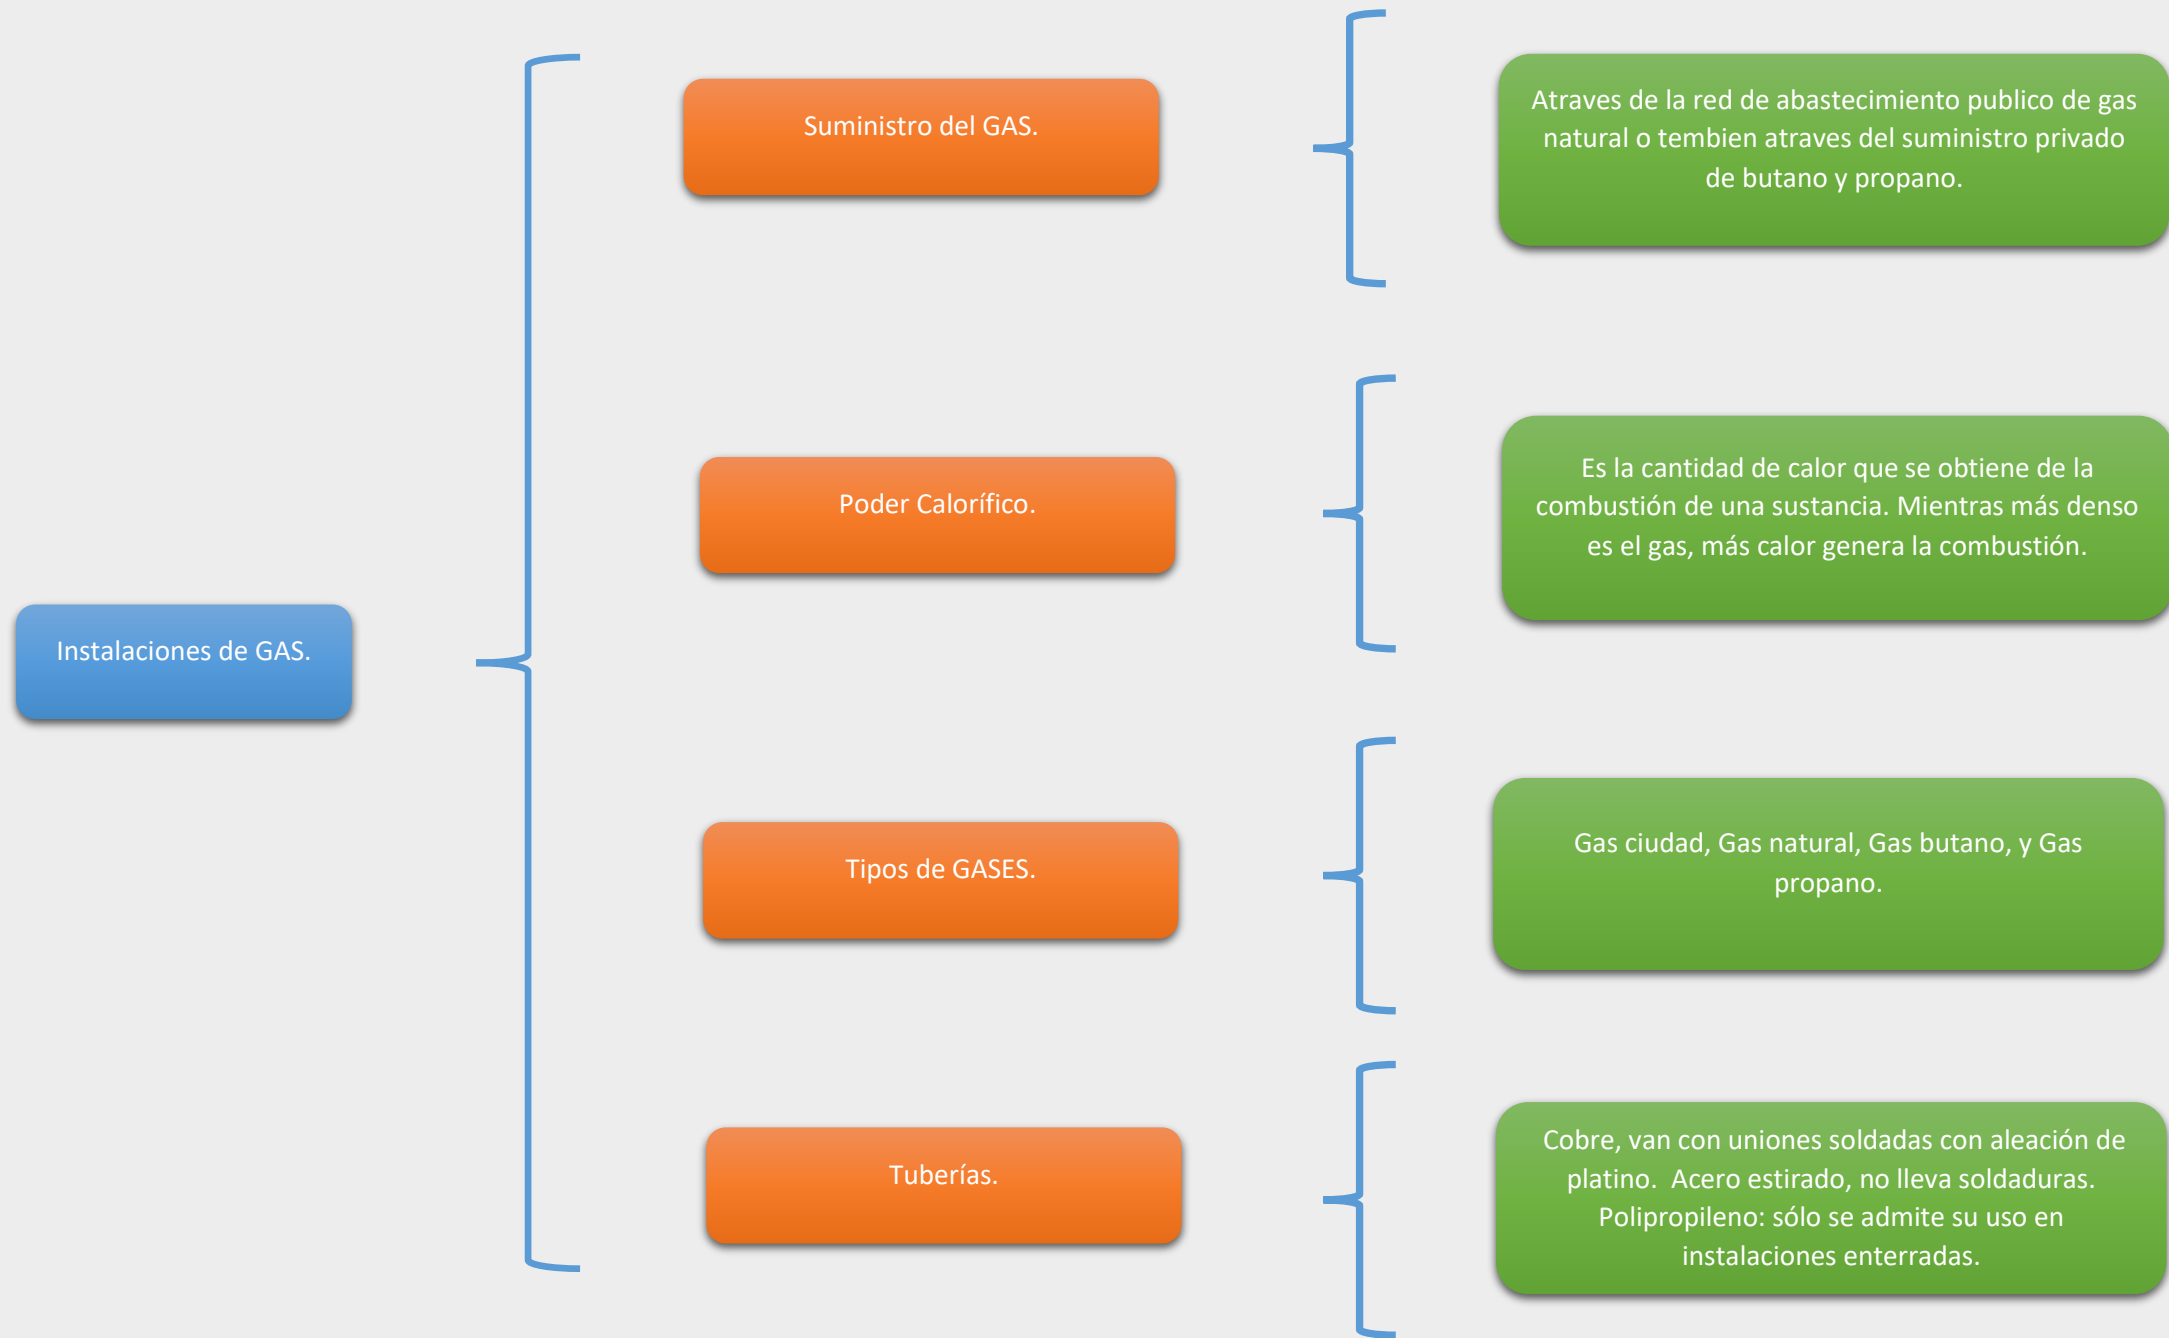 Suministro del GAS.
Atraves de la red de abastecimiento publico de gas
natural o tembien atraves del suministro privado
de butano y propano.
Poder Calorífico.
Es la cantidad de calor que se obtiene de la
combustión de una sustancia. Mientras más denso
es el gas, más calor genera la combustión.
Instalaciones de GAS.
Tipos de GASES.
Gas ciudad, Gas natural, Gas butano, y Gas
propano.
Tuberías.
Cobre, van con uniones soldadas con aleación de
platino.  Acero estirado, no lleva soldaduras.
Polipropileno: sólo se admite su uso en
instalaciones enterradas.